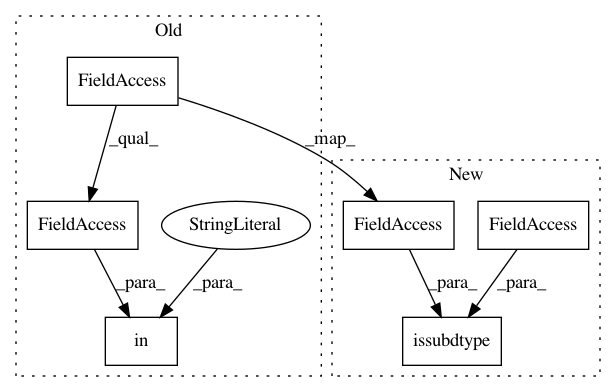 Old
FieldAccess
_qual_
_map_
New
FieldAccess
StringLiteral
FieldAccess
FieldAccess
_para_
_para_
_para_
_para_
in
issubdtype